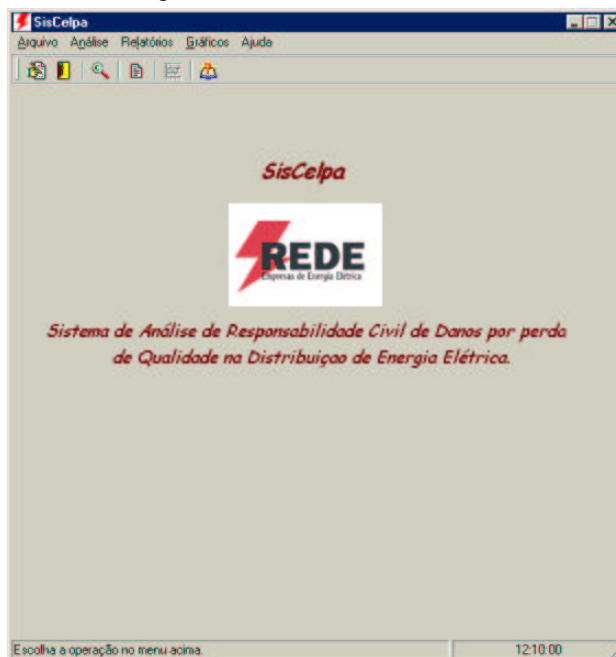 SisCelpa
Arquivo Análise Relatórios Gráficos Ajuda
SisCelpa
REDE
Empresas de Energia Elétrica
Sistema de Análise de Responsabilidade Civil de Danos por perda
de Qualidade na Distribuiçao de Energia Elétrica.
Escolha a operação no menu acima. 12:10:00